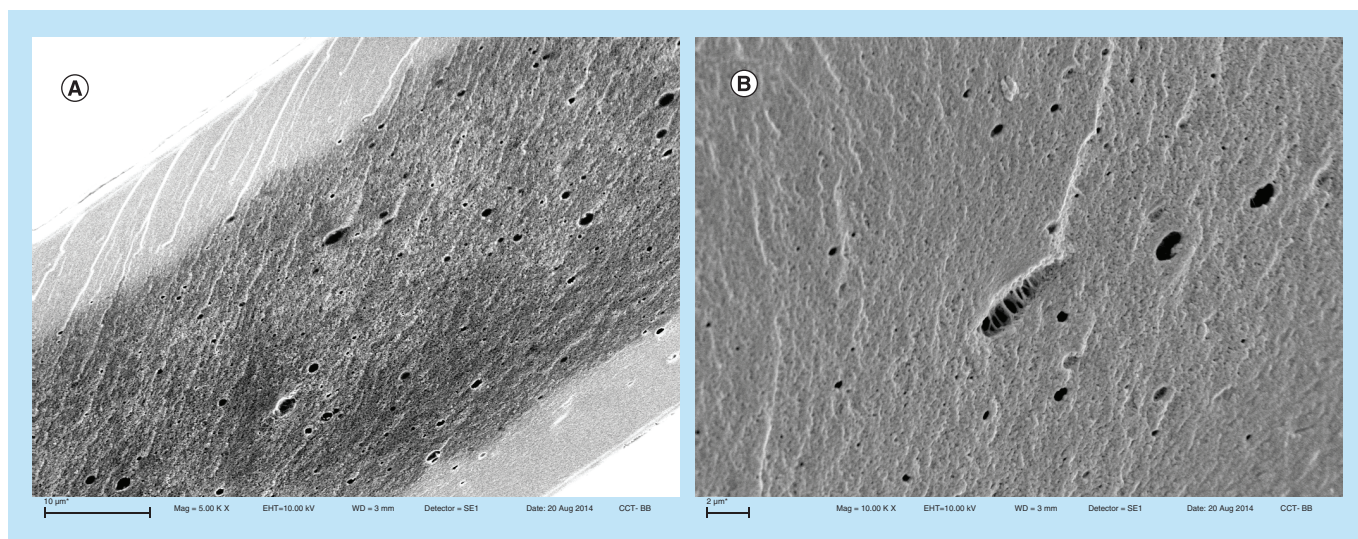 A
B
10 µm*
Mag = 5.00 K X EHT=10.00 kV WD = 3 mm Detector = SE1 Date: 20 Aug 2014 CCT- BB
2 µm*
Mag = 10.00 K X EHT=10.00 kV WD = 3 mm Detector = SE1 Date: 20 Aug 2014 CCT- BB